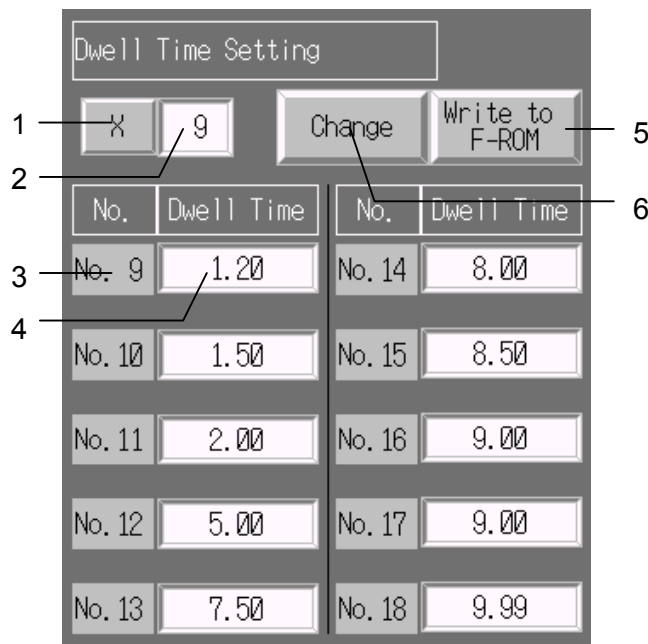 Dwell Time Setting
1 X 9 Change Write to F-ROM 5
2
No. Dwell Time No. Dwell Time 6
3 No. 9 1.20 No. 14 8.00
4
No. 10 1.50 No. 15 8.50
No. 11 2.00 No. 16 9.00
No. 12 5.00 No. 17 9.00
No. 13 7.50 No. 18 9.99